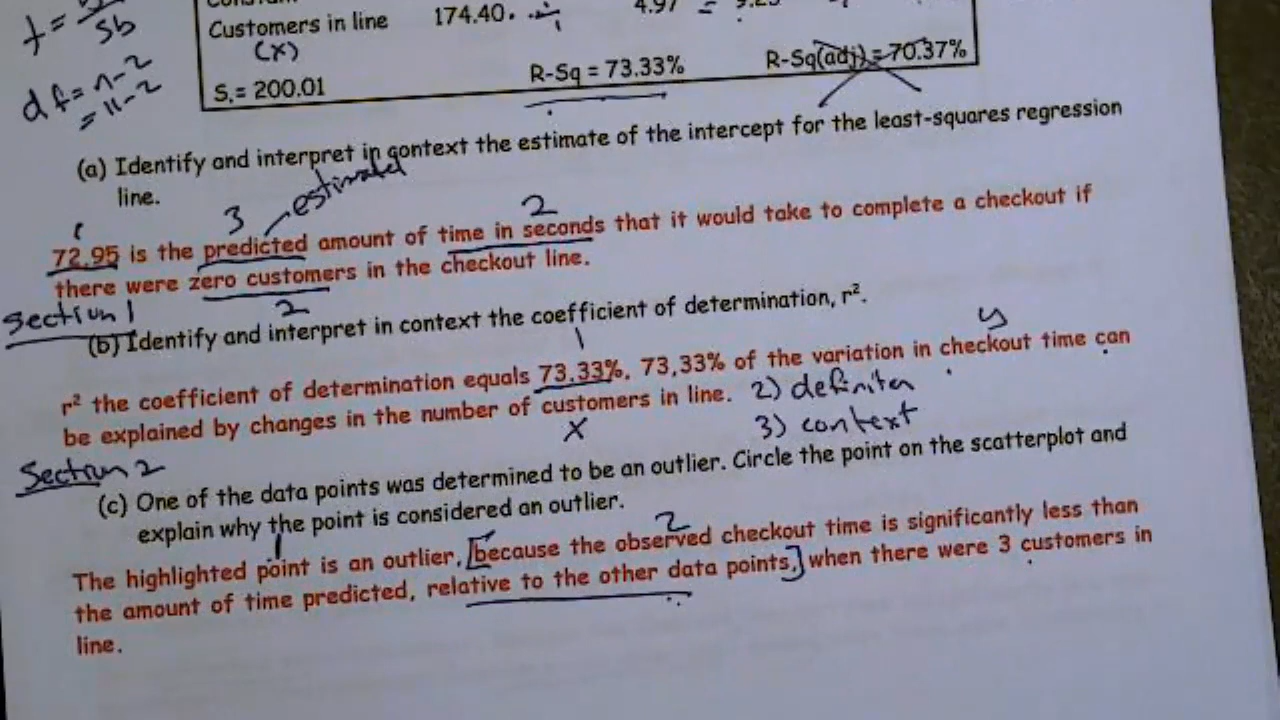 t =
Sb
df = n-2
= 11-2
Customers in line 174.40. ÷ 4.97 =
(x)
S. = 200.01 R-Sq = 73.33% R-Sq(adj) = 70.37%
(a) Identify and interpret in context the estimate of the intercept for the least-squares regression
line.
estimated
1 3 2
72.95 is the predicted amount of time in seconds that it would take to complete a checkout if
there were zero customers in the checkout line.
Section 1 2
(b) Identify and interpret in context the coefficient of determination, r².
1 y
r² the coefficient of determination equals 73.33%. 73,33% of the variation in checkout time can
be explained by changes in the number of customers in line. 2) definiton
x 3) context
Section 2
(c) One of the data points was determined to be an outlier. Circle the point on the scatterplot and
explain why the point is considered an outlier.
1 2
The highlighted point is an outlier, [because the observed checkout time is significantly less than
the amount of time predicted, relative to the other data points,] when there were 3 customers in
line.